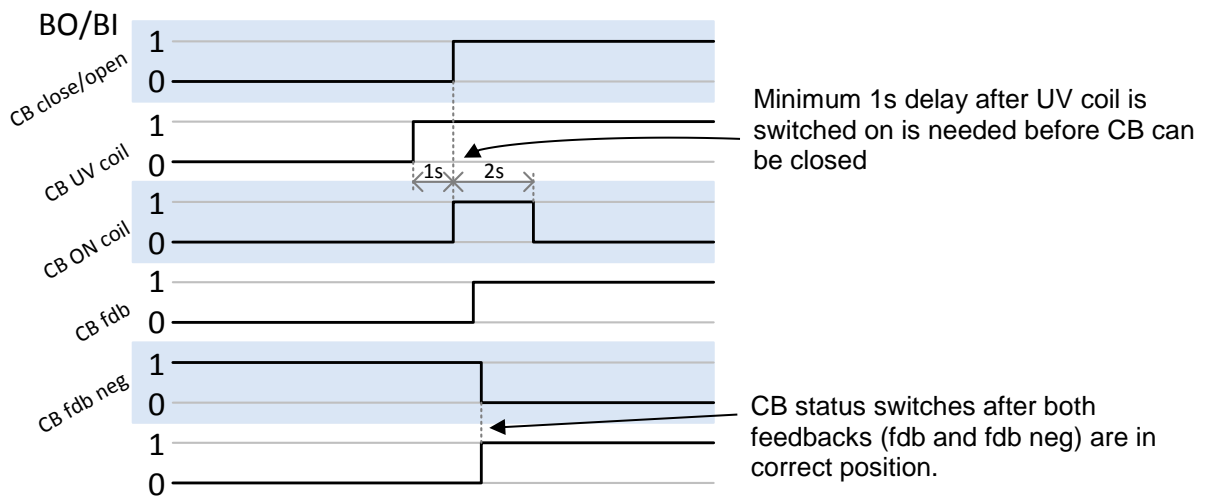 BO/BI
1
0
CB close/open
1
0
CB UV coil
1s
2s
Minimum 1s delay after UV coil is
switched on is needed before CB can
be closed
1
0
CB ON coil
1
0
CB fdb
1
0
CB fdb neg
1
0
CB status switches after both
feedbacks (fdb and fdb neg) are in
correct position.